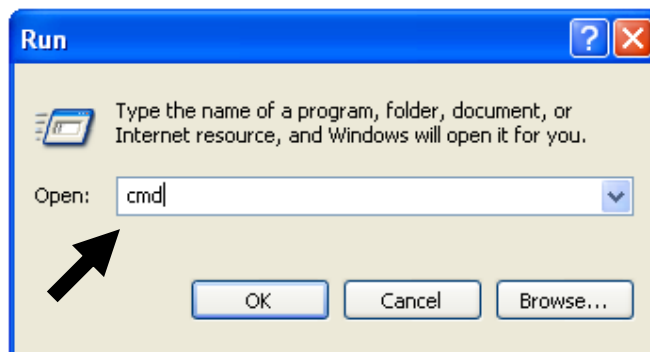 Run
Type the name of a program, folder, document, or
Internet resource, and Windows will open it for you.
Open: cmd
OK Cancel Browse...